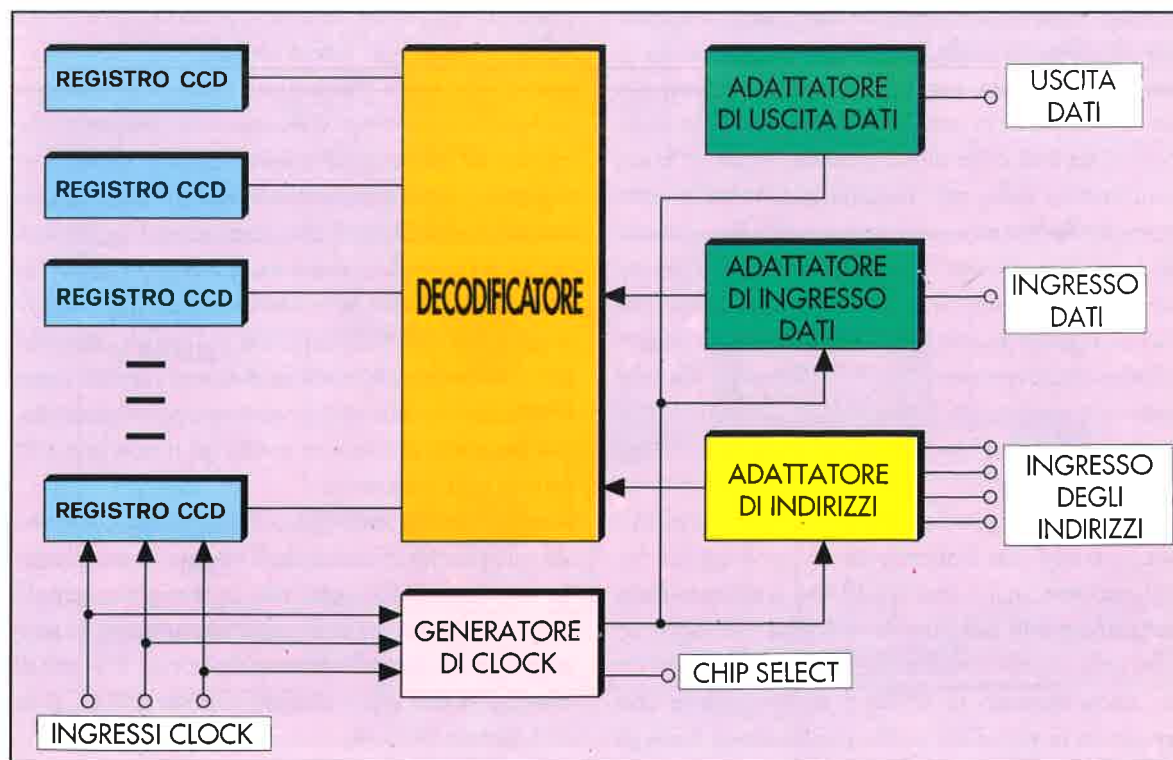 REGISTRO CCD
REGISTRO CCD
REGISTRO CCD
REGISTRO CCD
DECODIFICATORE
ADATTATORE
DI USCITA DATI
USCITA
DATI
ADATTATORE
DI INGRESSO
DATI
INGRESSO
DATI
ADATTATORE
DI INDIRIZZI
INGRESSO
DEGLI
INDIRIZZI
GENERATORE
DI CLOCK
CHIP SELECT
INGRESSI CLOCK